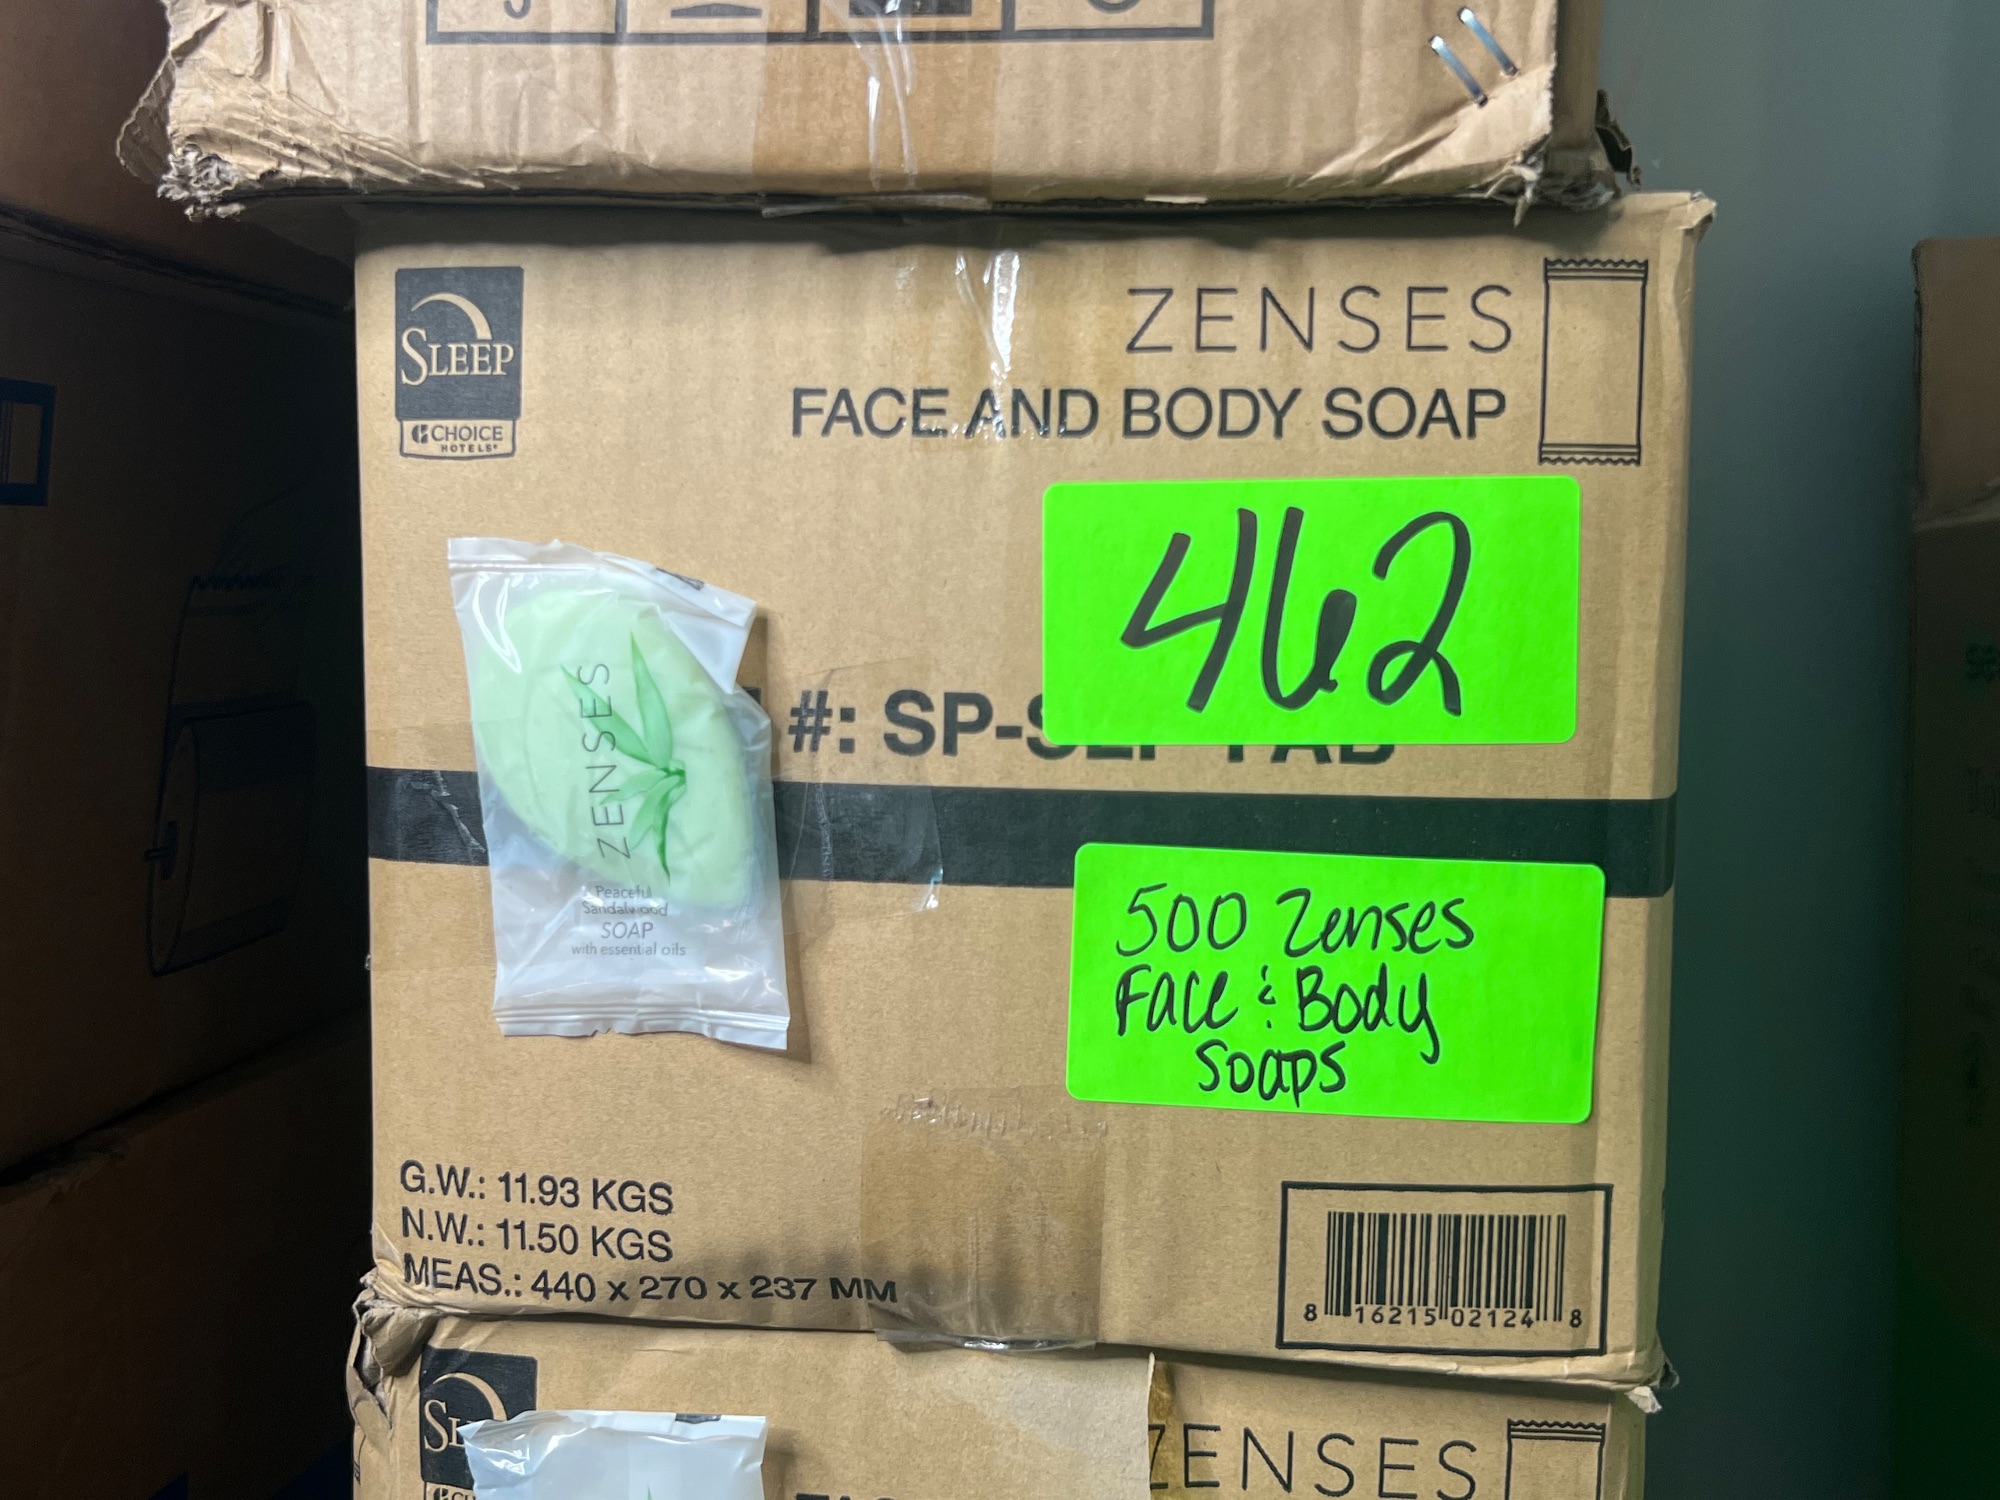 SLEEP
CHOICE
HOTELS
ZENSES
FACE AND BODY SOAP
462
#:
ZENSES
Peaceful
Sandalwood
SOAP
with essential oils
500 Zenses
Face & Body
Soaps
G.W.: 11.93 KGS
N.W.: 11.50 KGS
MEAS.: 440 x 270 x 237 MM
8 16215 02124 8
ZENSES